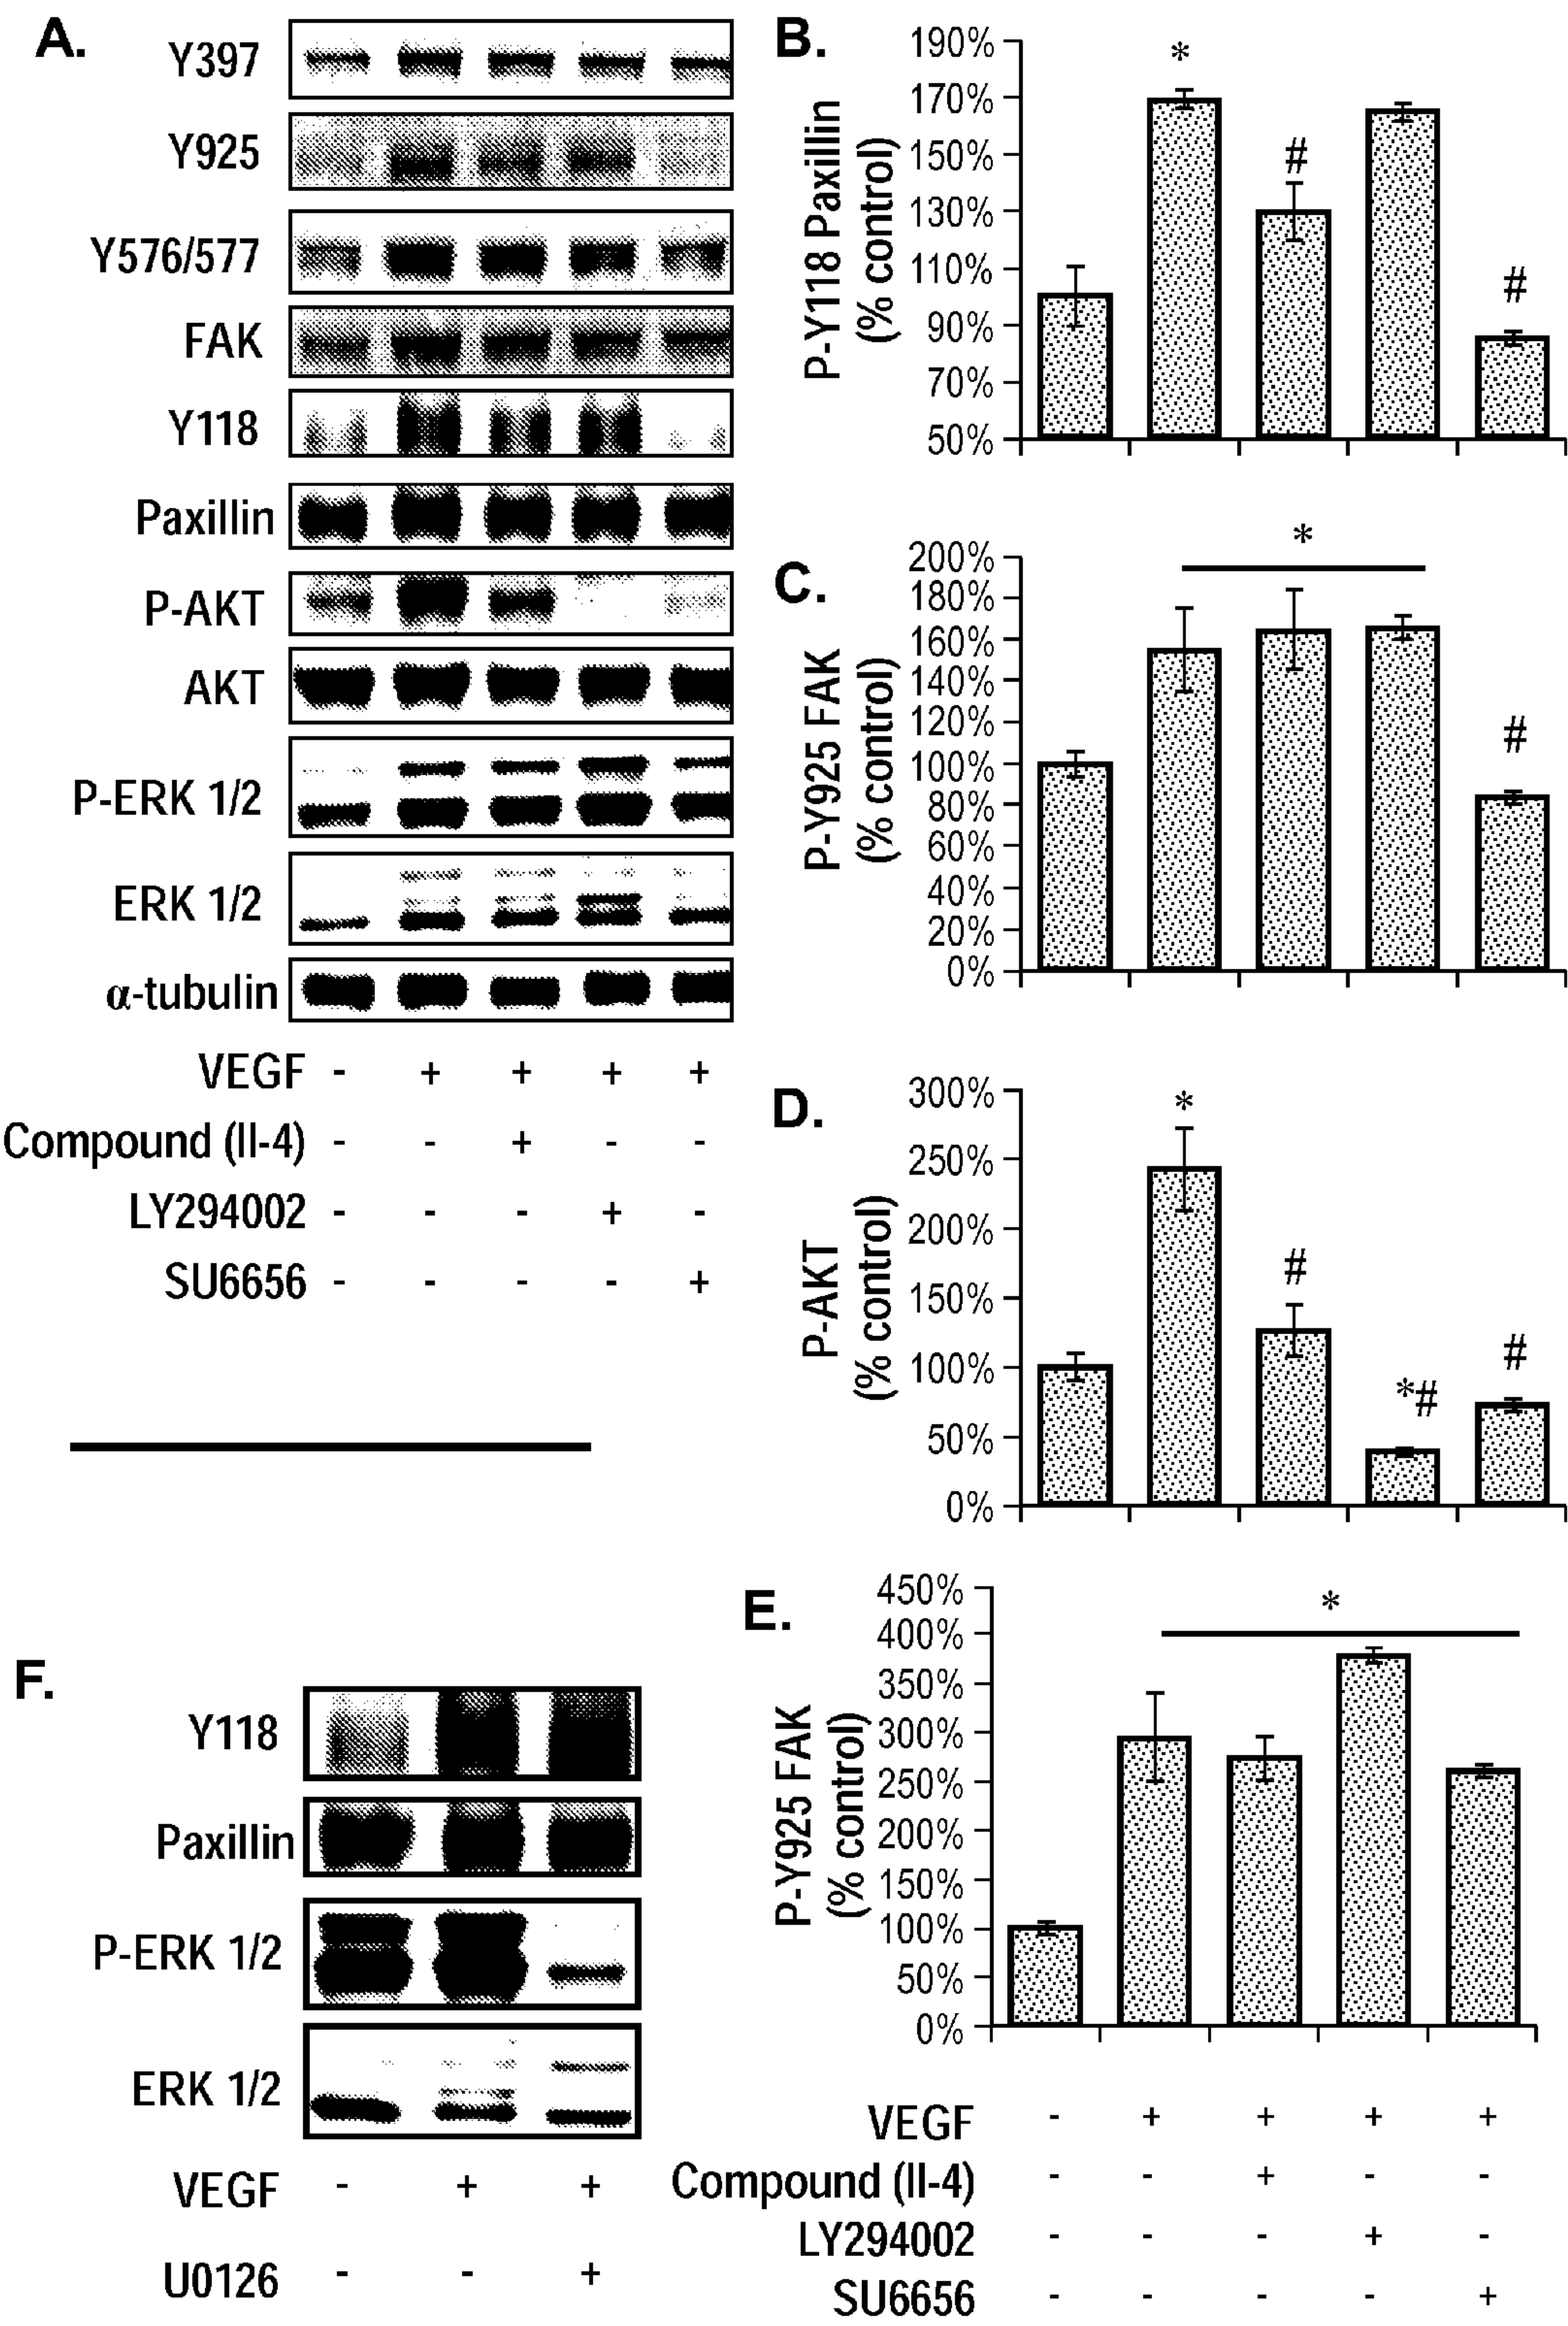 A.
Y397
Y925
Y576/577
FAK
Y118
Paxillin
P-AKT
AKT
P-ERK 1/2
ERK 1/2
α-tubulin
VEGF - + + + +
Compound (II-4) - - + - -
LY294002 - - - + -
SU6656 - - - - +
B.
P-Y118 Paxillin
(% control)
190%
170%
150%
130%
110%
90%
70%
50%
*
#
#
C.
P-Y925 FAK
(% control)
200%
180%
160%
140%
120%
100%
80%
60%
40%
20%
0%
*
#
D.
P-AKT
(% control)
300%
250%
200%
150%
100%
50%
0%
*
#
*#
#
E.
P-Y925 FAK
(% control)
450%
400%
350%
300%
250%
200%
150%
100%
50%
0%
*
VEGF - + + + +
Compound (II-4) - - + - -
LY294002 - - - + -
SU6656 - - - - +
F.
Y118
Paxillin
P-ERK 1/2
ERK 1/2
VEGF - + +
U0126 - - +